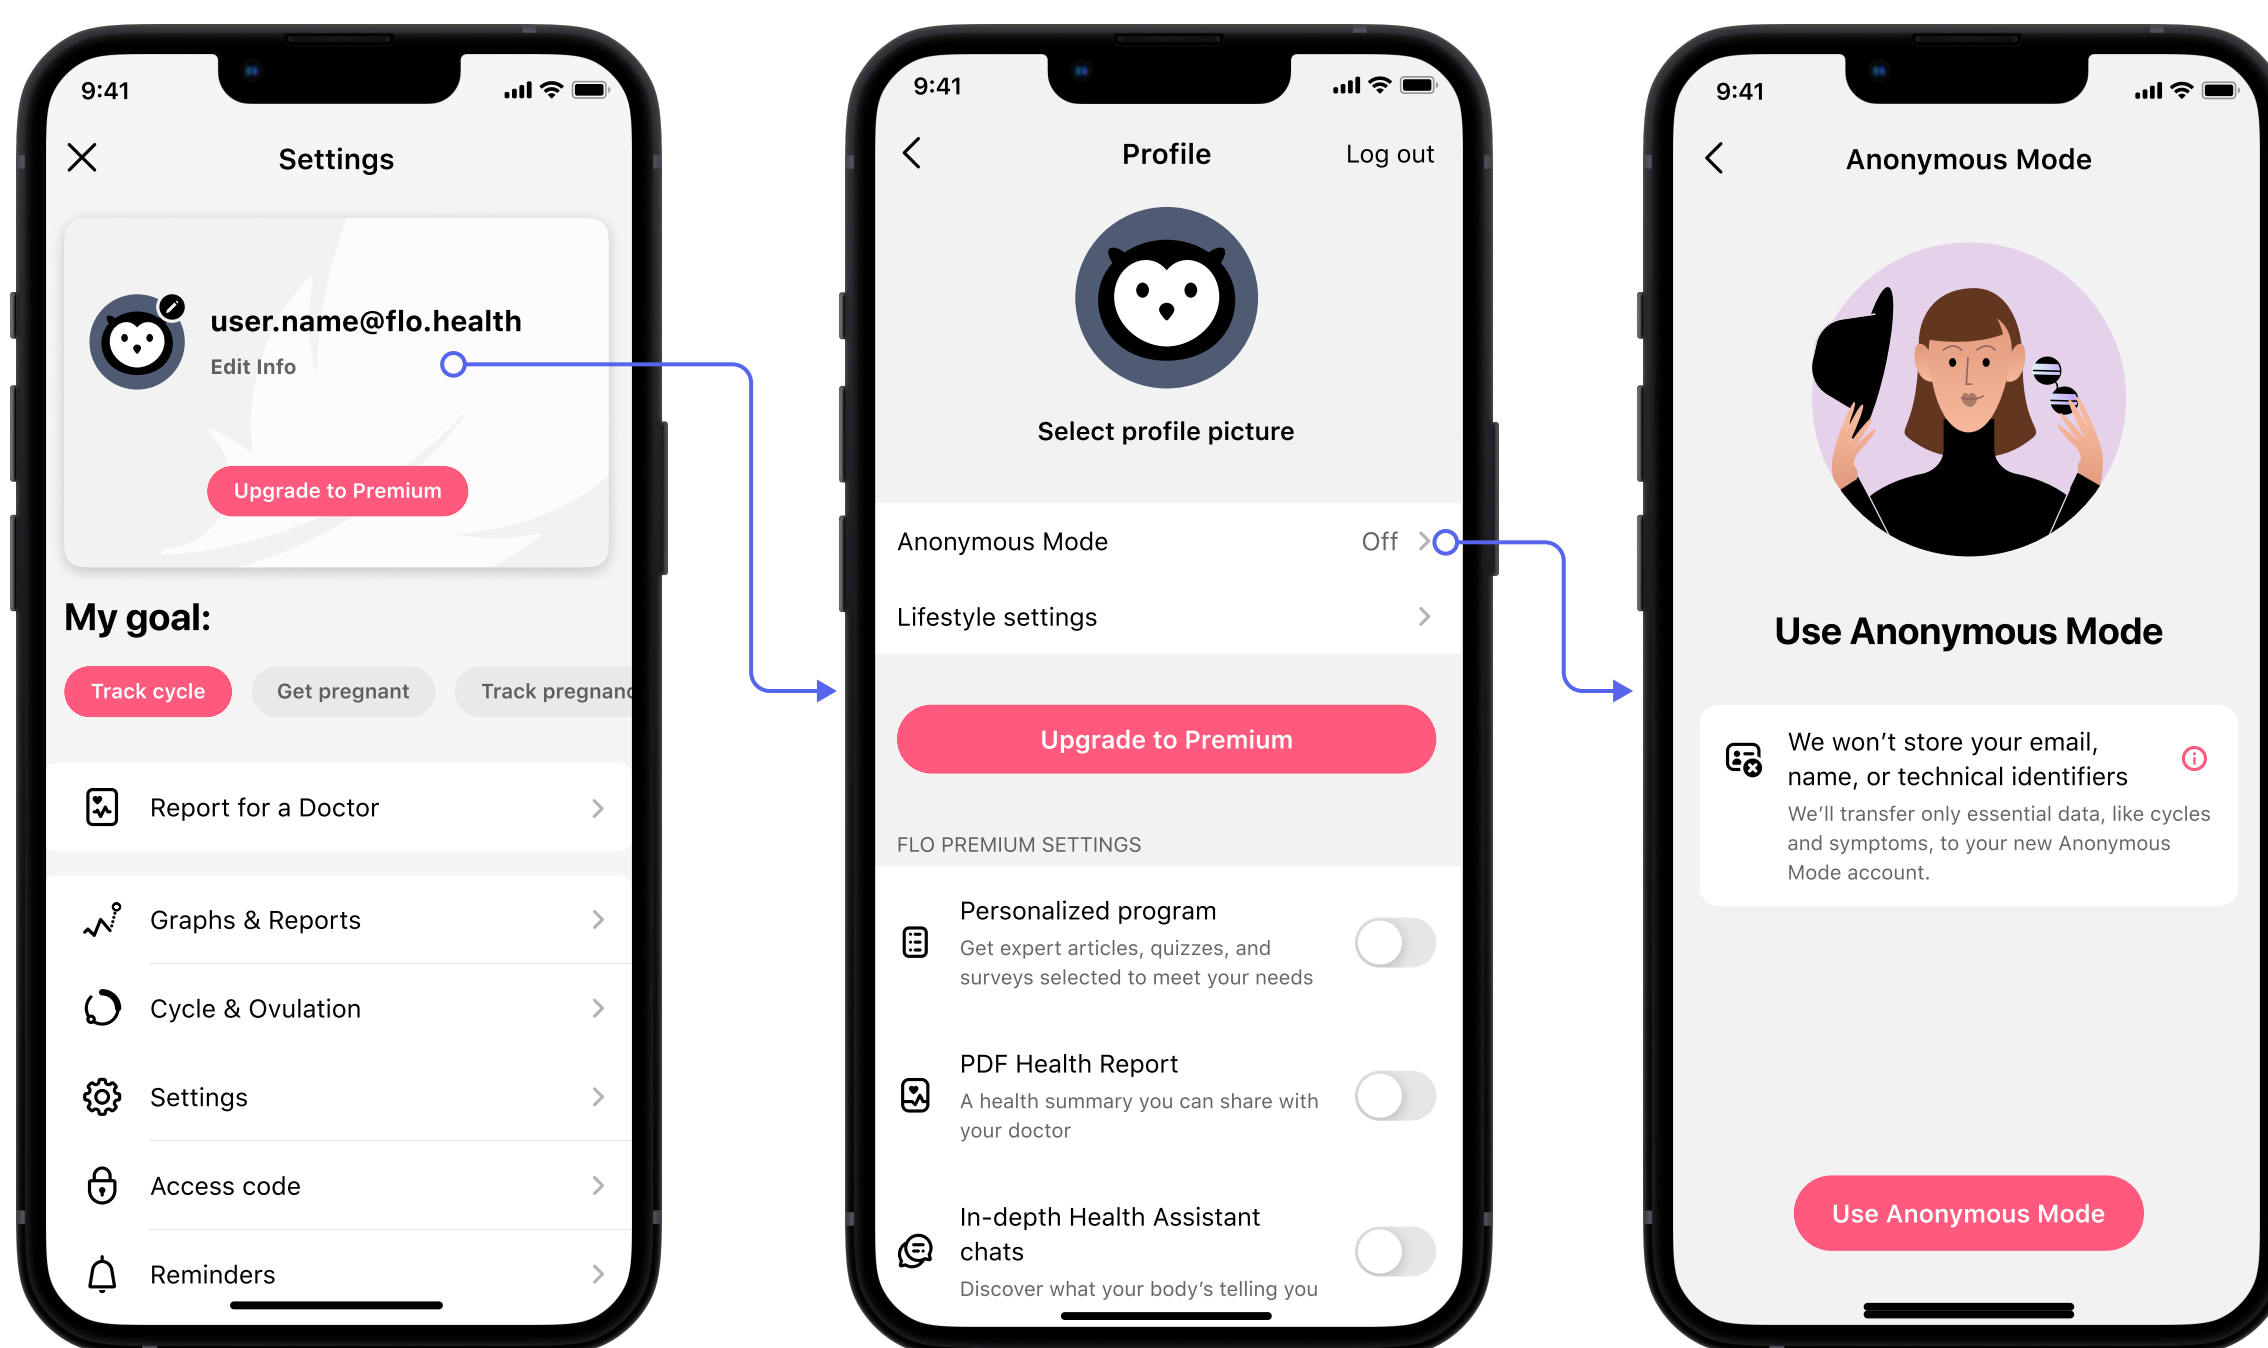 9:41
Settings
user.name@flo.health
Edit Info
Upgrade to Premium
My goal:
Track cycle
Get pregnant
Track pregnanc
Report for a Doctor
Graphs & Reports
Cycle & Ovulation
Settings
Access code
Reminders
9:41
Profile
Log out
Select profile picture
Anonymous Mode
Off
Lifestyle settings
Upgrade to Premium
FLO PREMIUM SETTINGS
Personalized program
Get expert articles, quizzes, and
surveys selected to meet your needs
PDF Health Report
A health summary you can share with
your doctor
In-depth Health Assistant
chats
Discover what your body's telling you
9:41
Anonymous Mode
Use Anonymous Mode
We won't store your email,
name, or technical identifiers
We'll transfer only essential data, like cycles
and symptoms, to your new Anonymous
Mode account.
Use Anonymous Mode